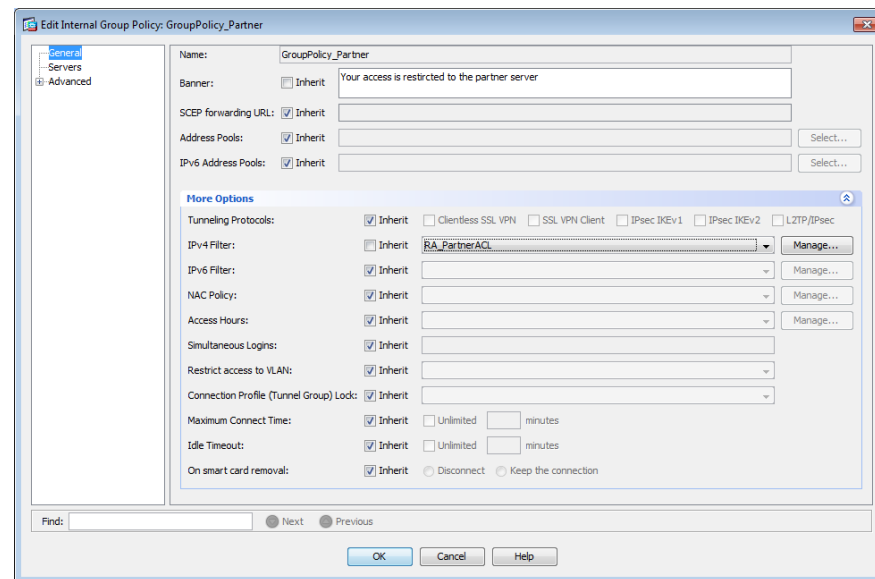 Edit Internal Group Policy: GroupPolicy_Partner
General
Servers
Advanced
Name: GroupPolicy_Partner
Banner: Inherit Your access is restircted to the partner server
SCEP forwarding URL: Inherit
Address Pools: Inherit Select...
IPv6 Address Pools: Inherit Select...
More Options
Tunneling Protocols: Inherit Clientless SSL VPN SSL VPN Client IPsec IKEv1 IPsec IKEv2 L2TP/IPsec
IPv4 Filter: Inherit RA_PartnerACL Manage...
IPv6 Filter: Inherit Manage...
NAC Policy: Inherit Manage...
Access Hours: Inherit Manage...
Simultaneous Logins: Inherit
Restrict access to VLAN: Inherit
Connection Profile (Tunnel Group) Lock: Inherit
Maximum Connect Time: Inherit Unlimited minutes
Idle Timeout: Inherit Unlimited minutes
On smart card removal: Inherit Disconnect Keep the connection
Find: Next Previous
OK Cancel Help